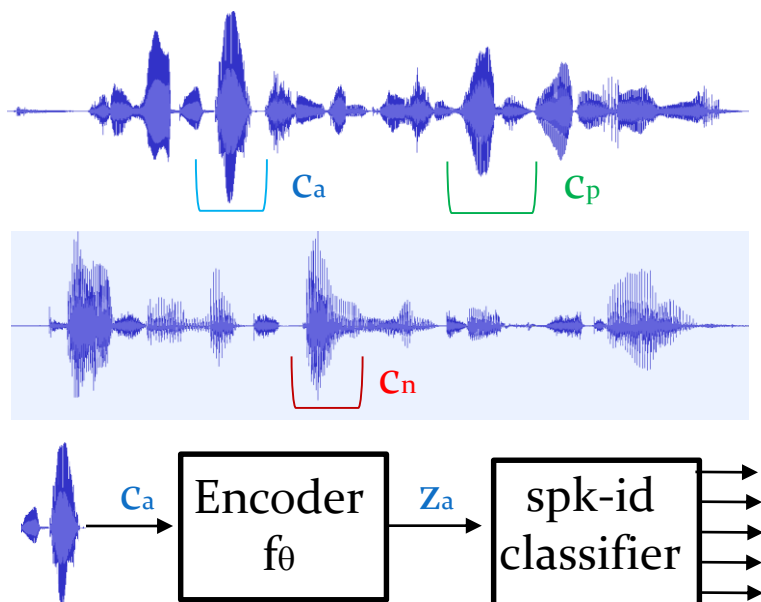 cₐ
cₚ
cₙ
cₐ
Encoder
fθ
zₐ
spk-id
classifier